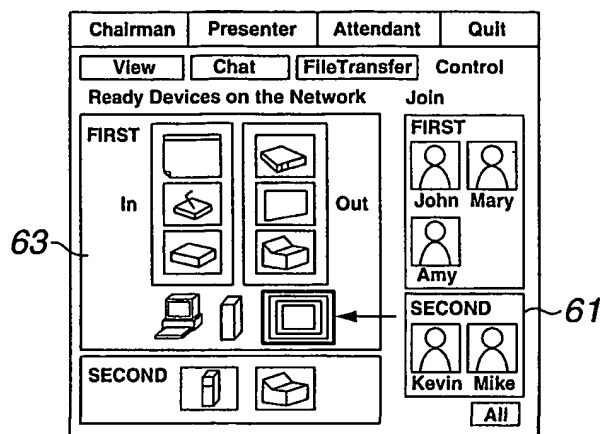 Chairman Presenter Attendant Quit
View Chat FileTransfer Control
Ready Devices on the Network Join
FIRST
In
Out
63
FIRST
John Mary
Amy
SECOND
61
Kevin Mike
SECOND
All